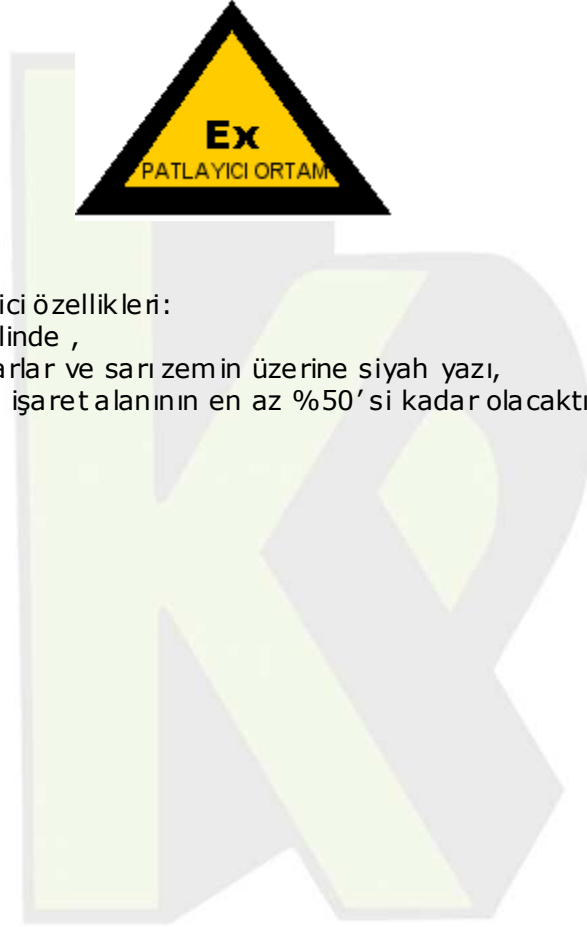 Ex
PATLAYICI ORTAM
ici özellikleri:
linde ,
arlar ve sarı zemin üzerine siyah yazı,
işaret alanının en az %50’si kadar olacaktı